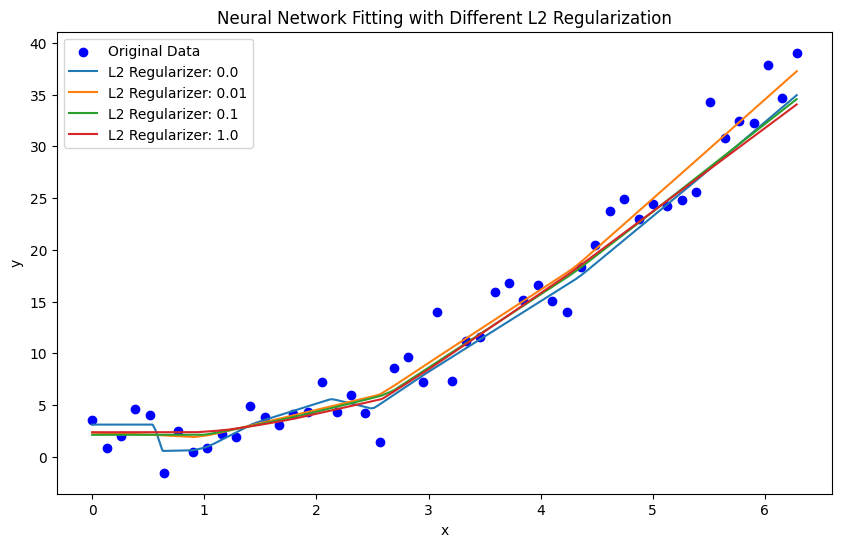 Neural Network Fitting with Different L2 Regularization
Original Data
L2 Regularizer: 0.0
L2 Regularizer: 0.01
L2 Regularizer: 0.1
L2 Regularizer: 1.0
40
35
30
25
20
15
10
5
0
y
0 1 2 3 4 5 6
x